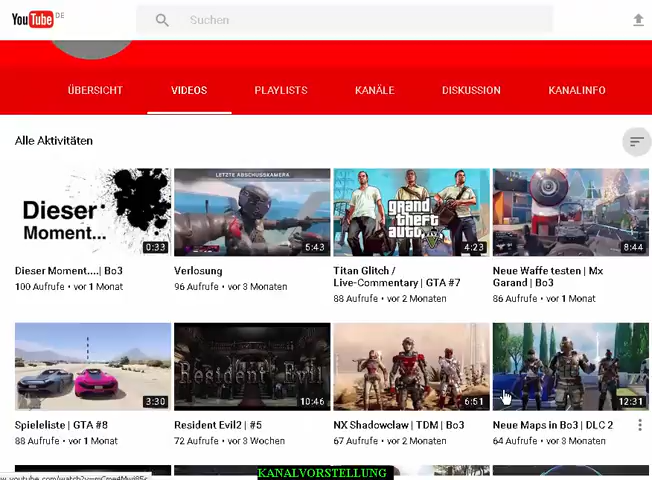 YouTube DE
Suchen
ÜBERSICHT VIDEOS PLAYLISTS KANÄLE DISKUSSION KANALINFO
Alle Aktivitäten
Dieser
Moment...
0:33
LETZTE ABSCHUSSKAMERA
5:43
grand
theft
auto
V
4:23
8:44
Dieser Moment....| Bo3
100 Aufrufe • vor 1 Monat
Verlosung
96 Aufrufe • vor 3 Monaten
Titan Glitch /
Live-Commentary | GTA #7
88 Aufrufe • vor 2 Monaten
Neue Waffe testen | Mx
Garand | Bo3
86 Aufrufe • vor 1 Monat
3:30
Resident Evil
10:46
6:51
12:31
Spieleliste | GTA #8
88 Aufrufe • vor 1 Monat
Resident Evil2 | #5
72 Aufrufe • vor 3 Wochen
NX Shadowclaw | TDM | Bo3
67 Aufrufe • vor 2 Monaten
Neue Maps in Bo3 | DLC 2
64 Aufrufe • vor 3 Monaten
KANALVORSTELLUNG